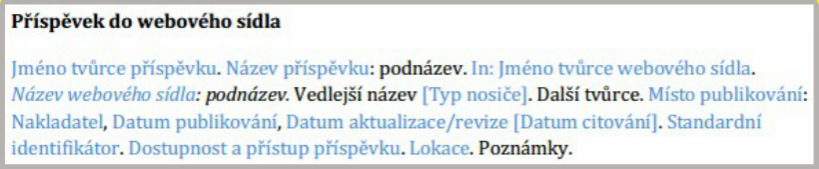 Příspěvek do webového sídla
Jméno tvůrce příspěvku. Název příspěvku: podnázev. In: Jméno tvůrce webového sídla.
Název webového sídla: podnázev. Vedlejší název [Typ nosiče]. Další tvůrce. Místo publikování:
Nakladatel, Datum publikování, Datum aktualizace/revize [Datum citování]. Standardní
identifikátor. Dostupnost a přístup příspěvku. Lokace. Poznámky.